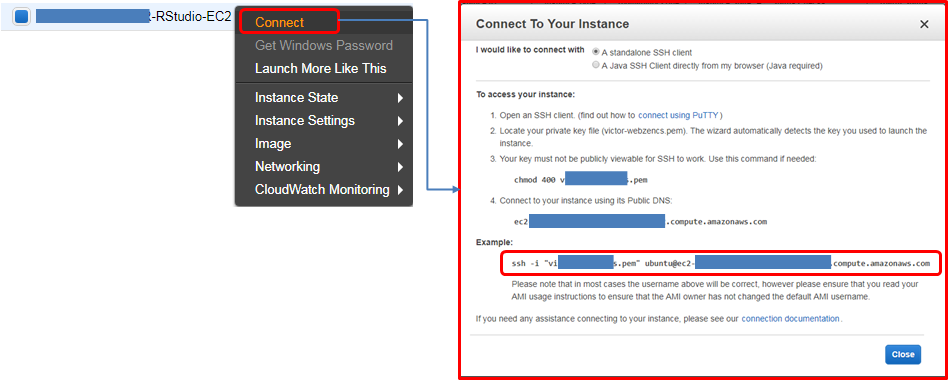 -RStudio-EC2
Connect
Get Windows Password
Launch More Like This
Instance State
Instance Settings
Image
Networking
CloudWatch Monitoring
Connect To Your Instance
I would like to connect with
A standalone SSH client
A Java SSH Client directly from my browser (Java required)
To access your instance:
1. Open an SSH client. (find out how to connect using PuTTY )
2. Locate your private key file (victor-webzencs.pem). The wizard automatically detects the key you used to launch the
instance.
3. Your key must not be publicly viewable for SSH to work. Use this command if needed:
chmod 400 v s.pem
4. Connect to your instance using its Public DNS:
ec2 .compute.amazonaws.com
Example:
ssh -i "vi s.pem" ubuntu@ec2- .compute.amazonaws.com
Please note that in most cases the username above will be correct, however please ensure that you read your
AMI usage instructions to ensure that the AMI owner has not changed the default AMI username.
If you need any assistance connecting to your instance, please see our connection documentation .
Close